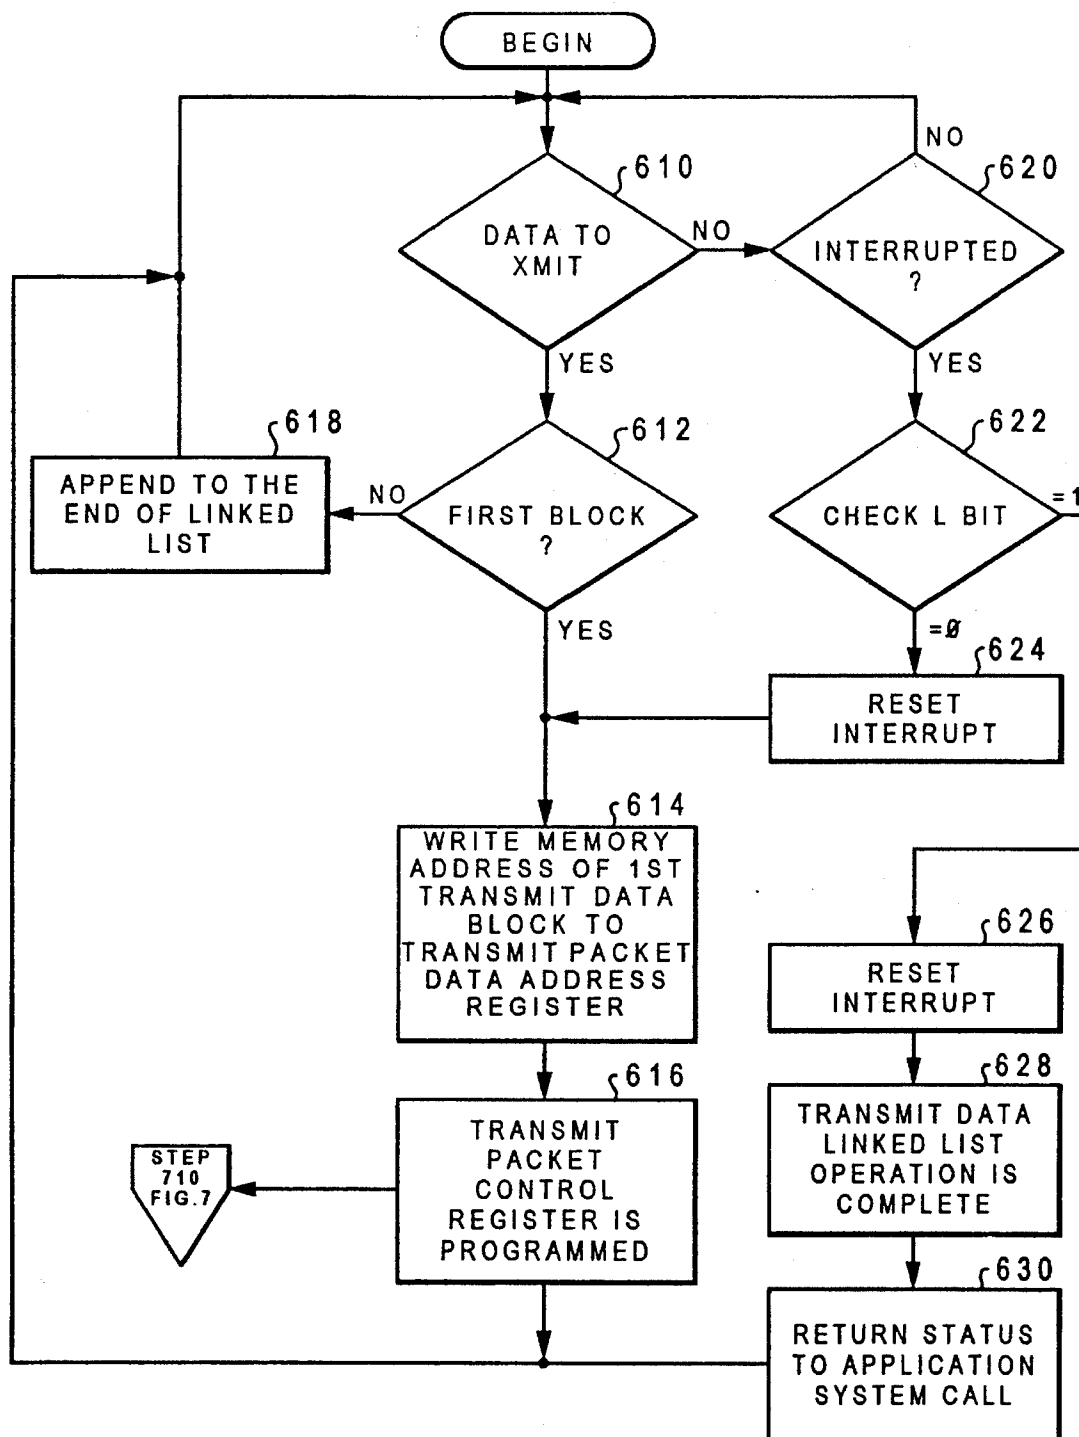 BEGIN
NO
610
620
DATA TO
XMIT
NO
INTERRUPTED
?
YES
YES
618
612
622
APPEND TO THE
END OF LINKED
LIST
NO
FIRST BLOCK
?
CHECK L BIT
=1
YES
=0
624
RESET
INTERRUPT
614
WRITE MEMORY
ADDRESS OF 1ST
TRANSMIT DATA
BLOCK TO
TRANSMIT PACKET
DATA ADDRESS
REGISTER
626
RESET
INTERRUPT
616
628
STEP
710
FIG.7
TRANSMIT
PACKET
CONTROL
REGISTER IS
PROGRAMMED
TRANSMIT DATA
LINKED LIST
OPERATION IS
COMPLETE
630
RETURN STATUS
TO APPLICATION
SYSTEM CALL